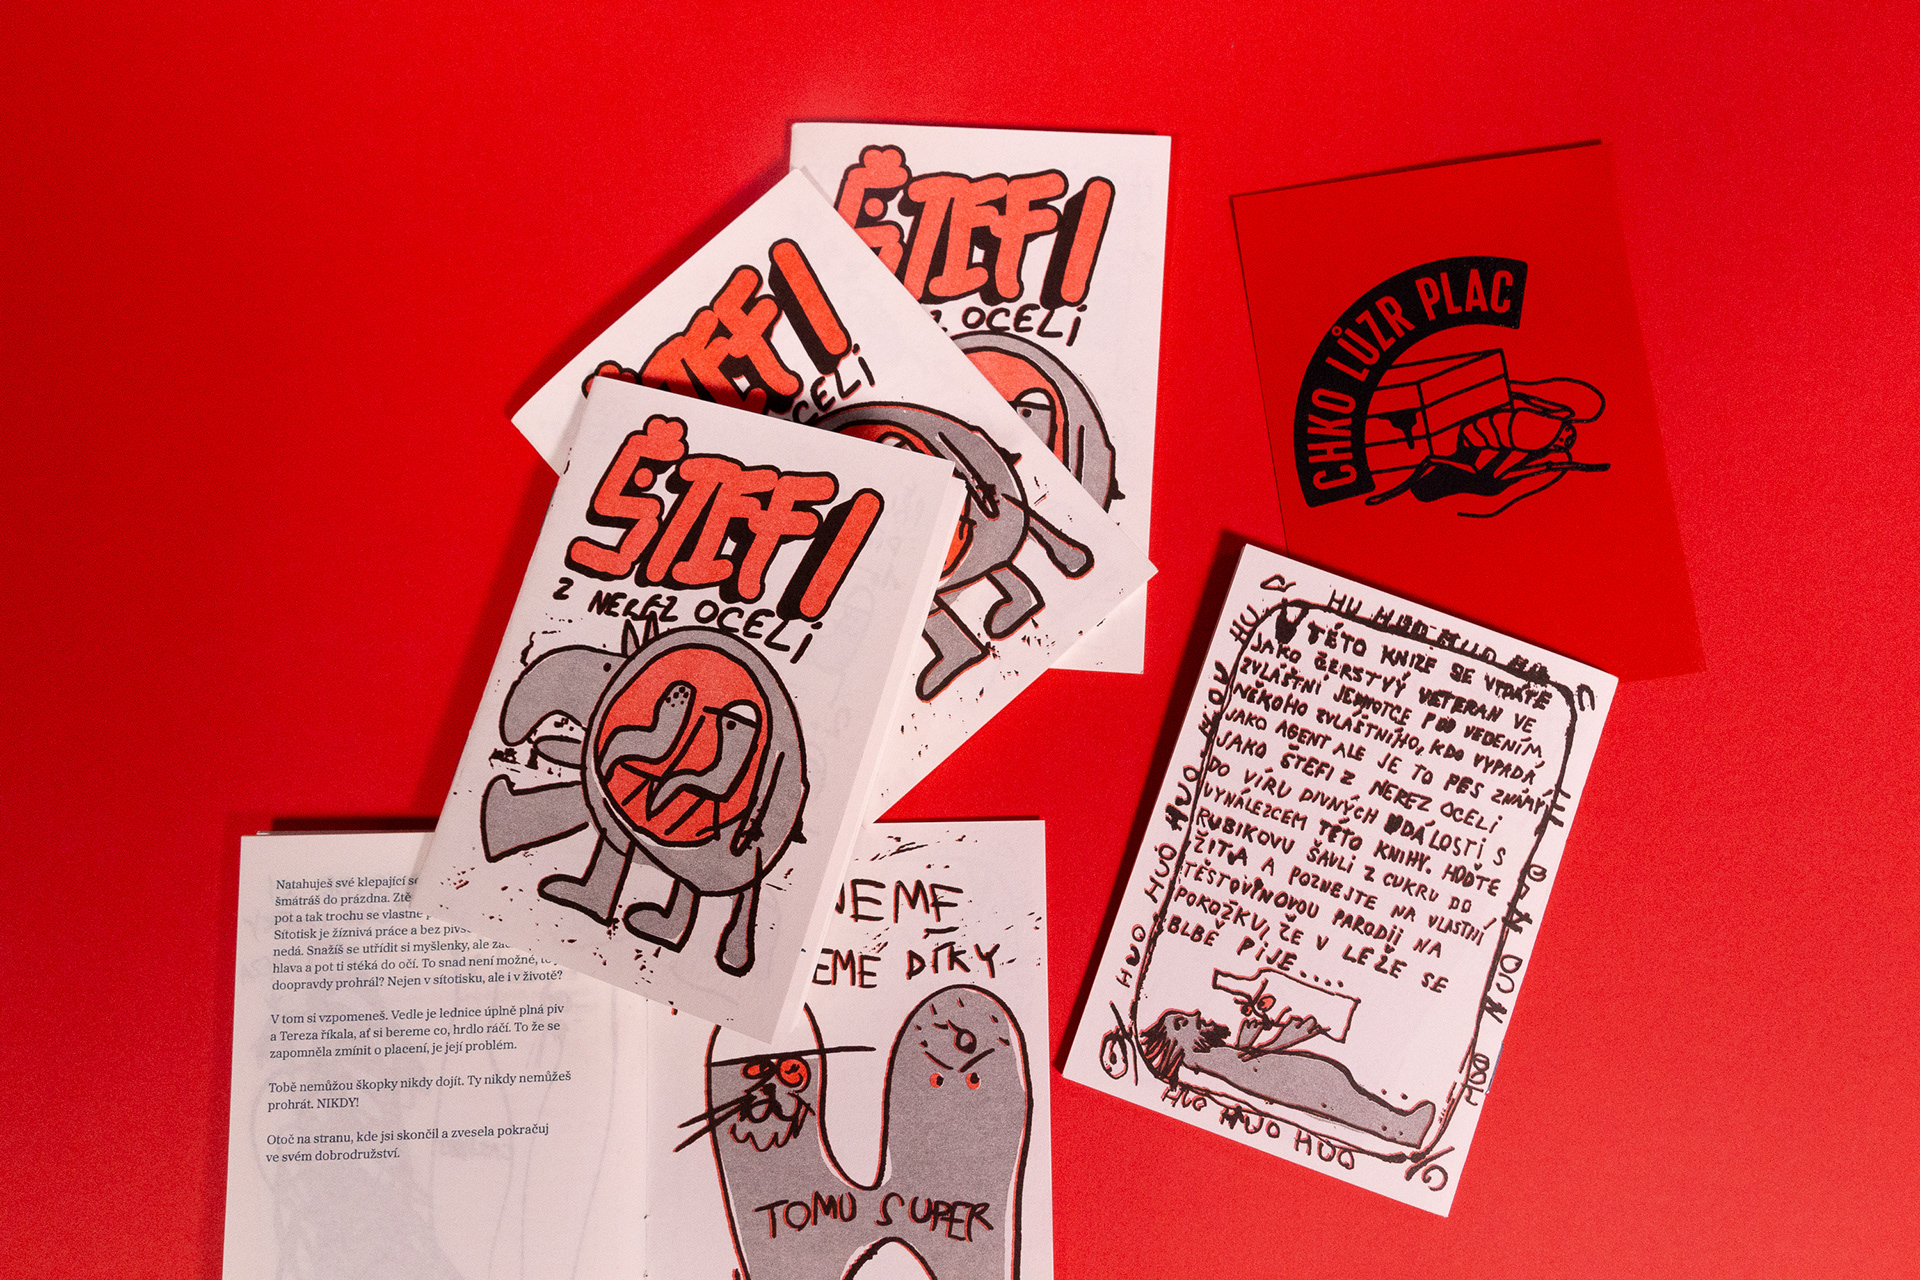 ŠTEFI
Z OCELI
ŠTEFI
OCELI
ŠTEFI
Z NEREZ OCELI
CHKO LŮZR PLAC
HU HUO HUO
V TÉTO KNIZE SE VTDÁTE
JAKO ČERSTVÝ VETERAN VE
ZVLÁŠTNÍ JEDNOTCE POD VEDENÍM
NĚKOHO ZVLÁŠTNÍHO, KDO VYPADÁ
JAKO AGENT ALE JE TO PES ZNÁMÝ
JAKO ŠTEFI Z NEREZ OCELI
DO VÍRU DIVNÝCH UDÁLOSTÍ S
VYNÁLEZCEM TÉTO KNIHY. HOĎTE
RUBIKOVU ŠAVLI Z CUKRU DO
ŽITA A POZNEJTE NA VLASTNÍ
TĚSTOVINOVOU PARODII NA
POKOŽKU, ŽE V LEŽE SE
BLBĚ PIJE...
HUO HUO HUO
HUO HUO HUO
Natahuješ své klepající
šmátráš do prázdna.
pot a tak trochu se vlastně
Sítotisk je žíznivá práce a bez
nedá. Snažíš se utřídit si myšlenky, ale
hlava a pot ti stéká do očí. To snad není možné,
doopravdy prohrál? Nejen v sítotisku, ale i v životě?
V tom si vzpomeneš. Vedle je lednice úplně plná piv
a Tereza říkala, ať si bereme co, hrdlo ráčí. To že se
zapomněla zmínit o placení, je její problém.
Tobě nemůžou škopky nikdy dojít. Ty nikdy nemůžeš
prohrát. NIKDY!
Otoč na stranu, kde jsi skončil a zvesela pokračuj
ve svém dobrodružství.
DÍKY
TOMU SUPER